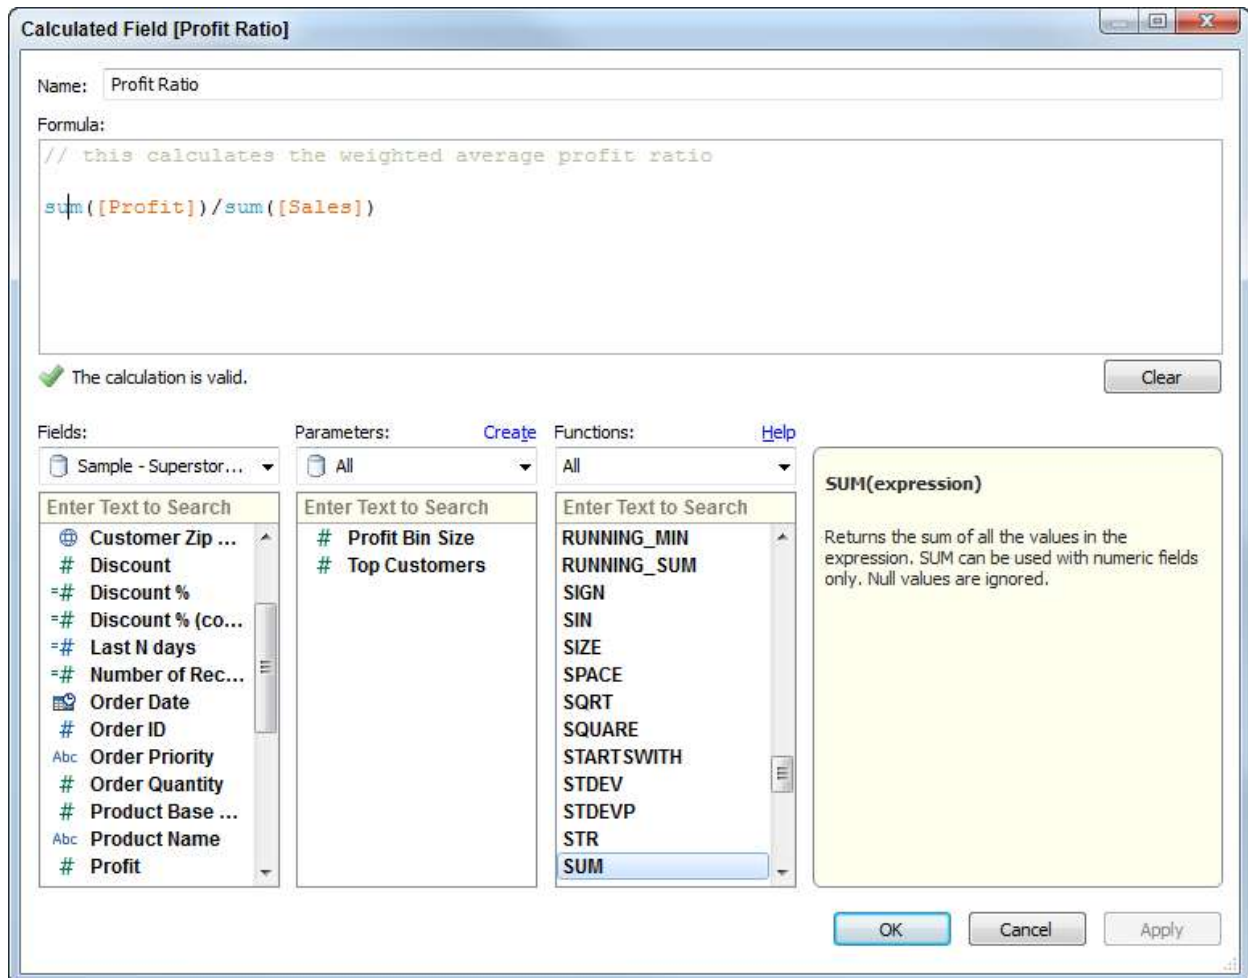 Calculated Field [Profit Ratio]
Name: Profit Ratio
Formula:
// this calculates the weighted average profit ratio
sum([Profit])/sum([Sales])
The calculation is valid.
Clear
Fields:
Sample - Superstor...
Enter Text to Search
Customer Zip ...
# Discount
=# Discount %
=# Discount % (co...
=# Last N days
=# Number of Rec...
Order Date
# Order ID
Abc Order Priority
# Order Quantity
# Product Base ...
Abc Product Name
# Profit
Parameters: Create
All
Enter Text to Search
# Profit Bin Size
# Top Customers
Functions: Help
All
Enter Text to Search
RUNNING_MIN
RUNNING_SUM
SIGN
SIN
SIZE
SPACE
SQRT
SQUARE
STARTSWITH
STDEV
STDEVP
STR
SUM
SUM(expression)
Returns the sum of all the values in the
expression. SUM can be used with numeric fields
only. Null values are ignored.
OK Cancel Apply